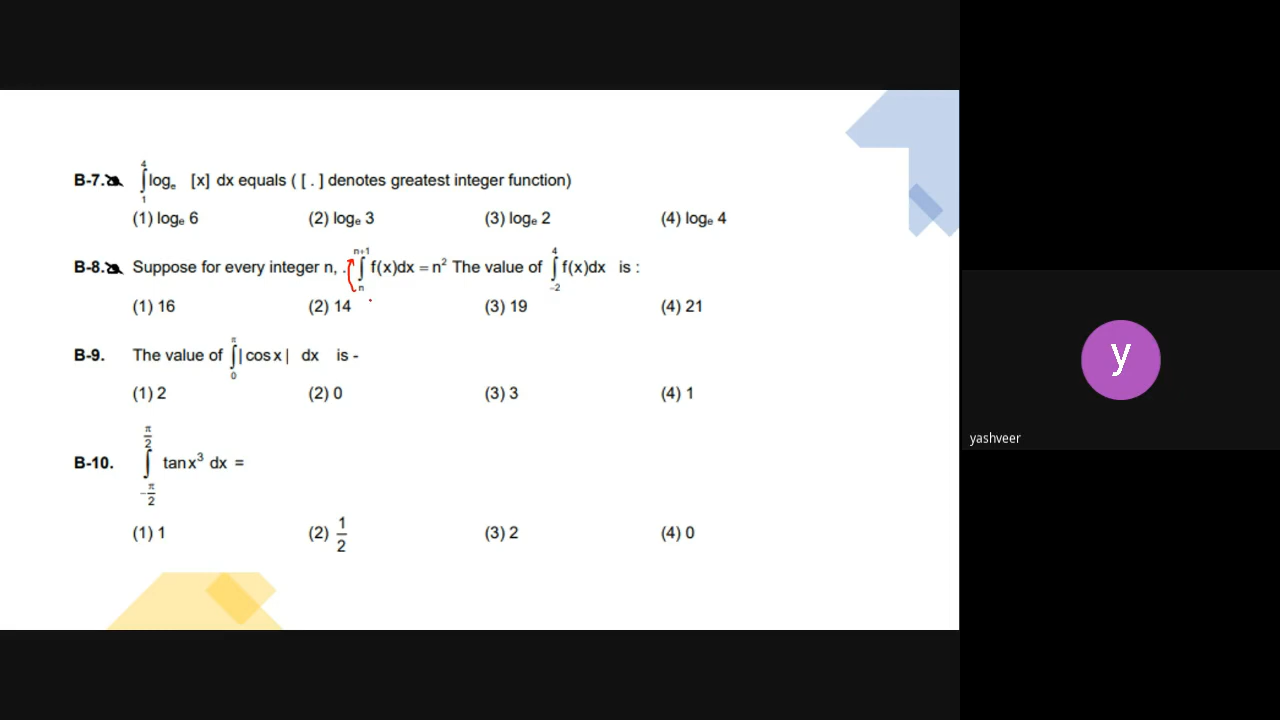 B-7. ∫₁⁴ logₑ [x] dx equals ( [ . ] denotes greatest integer function)
(1) logₑ 6 (2) logₑ 3 (3) logₑ 2 (4) logₑ 4
B-8. Suppose for every integer n, . ∫ₙⁿ⁺¹ f(x)dx = n² The value of ∫₋₂⁴ f(x)dx is :
(1) 16 (2) 14 (3) 19 (4) 21
B-9. The value of ∫₀^π | cos x | dx is -
(1) 2 (2) 0 (3) 3 (4) 1
B-10. ∫_{-π/2}^{π/2} tan x³ dx =
(1) 1 (2) 1/2 (3) 2 (4) 0
y
yashveer